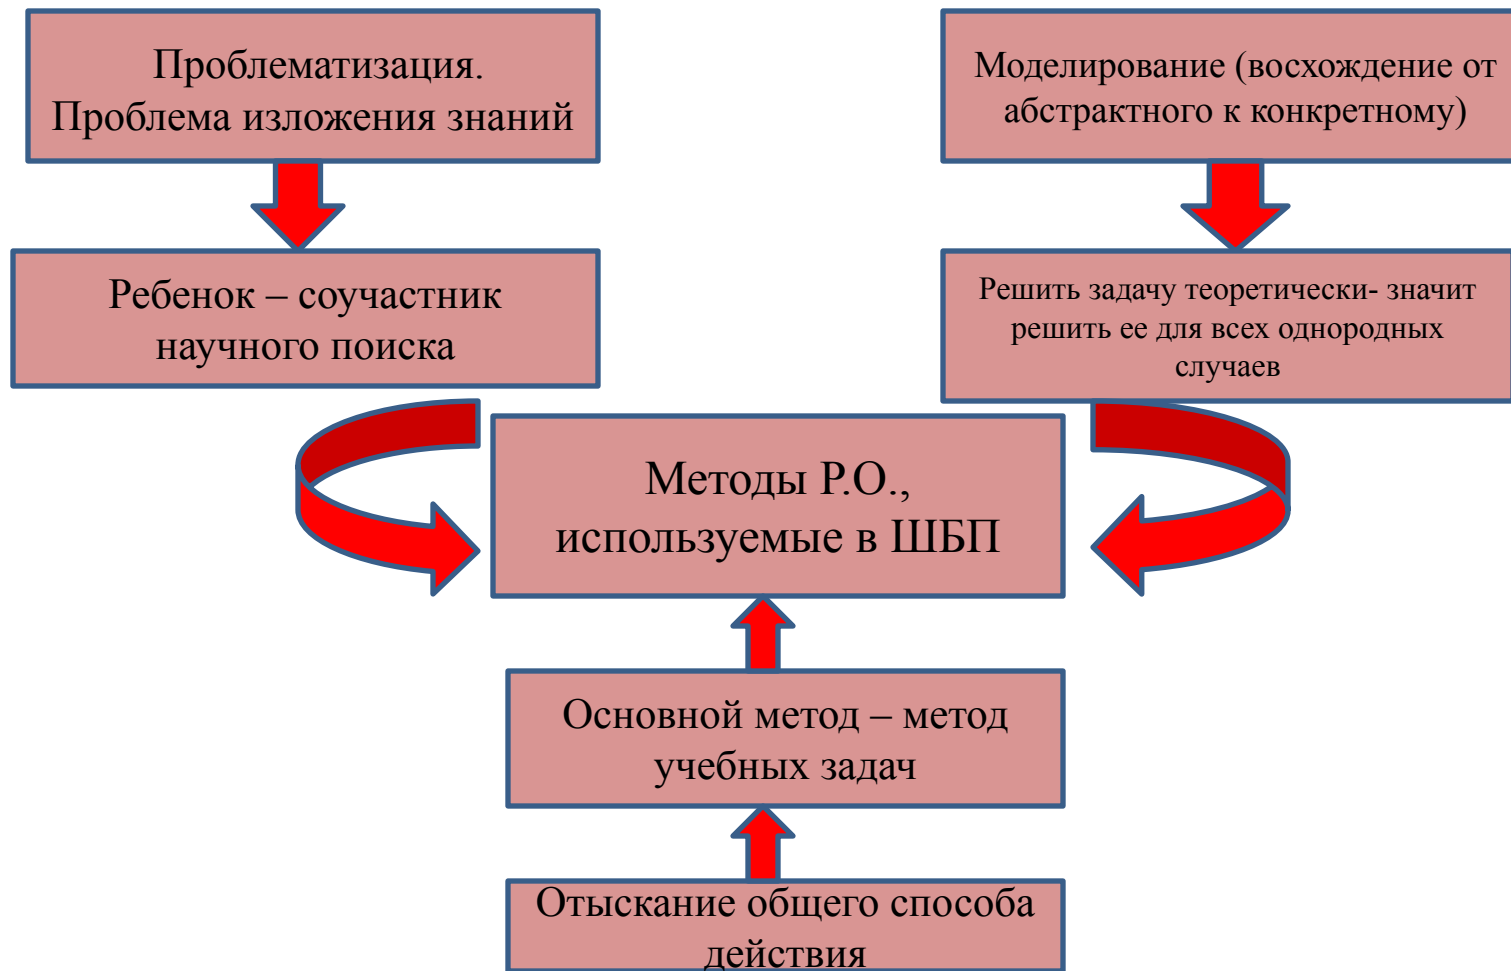 Проблематизация.
Проблема изложения знаний
Моделирование (восхождение от
абстрактного к конкретному)
Ребенок – соучастник
научного поиска
Решить задачу теоретически- значит
решить ее для всех однородных
случаев
Методы Р.О.,
используемые в ШБП
Основной метод – метод
учебных задач
Отыскание общего способа
действия